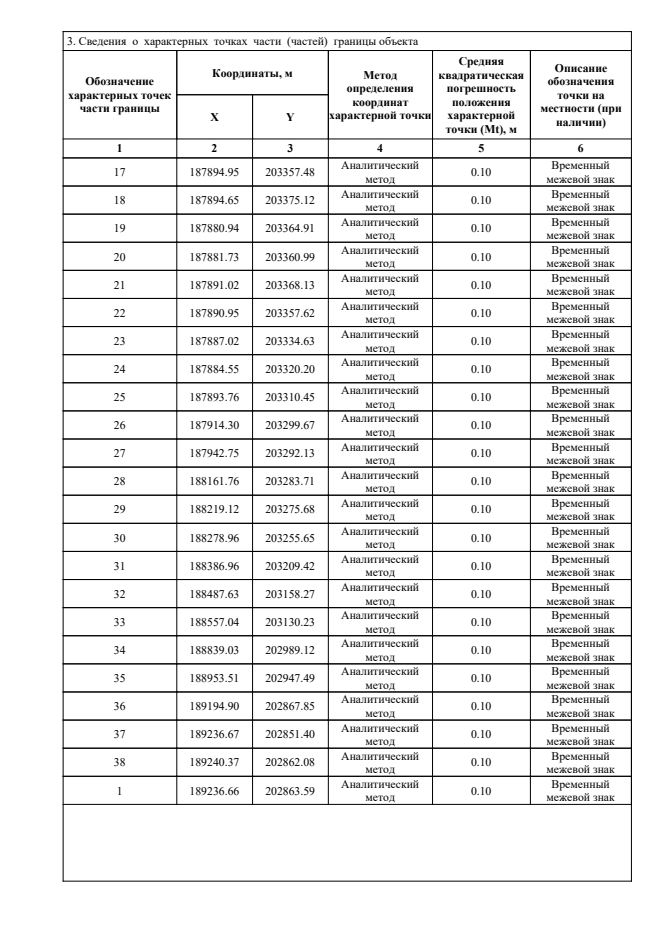 3. Сведения о характерных точках части (частей) границы объекта
Обозначение характерных точек части границы
Координаты, м
Метод определения координат характерной точки
Средняя квадратическая погрешность положения характерной точки (Mt), м
Описание обозначения точки на местности (при наличии)
X Y
1 2 3 4 5 6
17 187894.95 203357.48 Аналитический метод 0.10 Временный межевой знак
18 187894.65 203375.12 Аналитический метод 0.10 Временный межевой знак
19 187880.94 203364.91 Аналитический метод 0.10 Временный межевой знак
20 187881.73 203360.99 Аналитический метод 0.10 Временный межевой знак
21 187891.02 203368.13 Аналитический метод 0.10 Временный межевой знак
22 187890.95 203357.62 Аналитический метод 0.10 Временный межевой знак
23 187887.02 203334.63 Аналитический метод 0.10 Временный межевой знак
24 187884.55 203320.20 Аналитический метод 0.10 Временный межевой знак
25 187893.76 203310.45 Аналитический метод 0.10 Временный межевой знак
26 187914.30 203299.67 Аналитический метод 0.10 Временный межевой знак
27 187942.75 203292.13 Аналитический метод 0.10 Временный межевой знак
28 188161.76 203283.71 Аналитический метод 0.10 Временный межевой знак
29 188219.12 203275.68 Аналитический метод 0.10 Временный межевой знак
30 188278.96 203255.65 Аналитический метод 0.10 Временный межевой знак
31 188386.96 203209.42 Аналитический метод 0.10 Временный межевой знак
32 188487.63 203158.27 Аналитический метод 0.10 Временный межевой знак
33 188557.04 203130.23 Аналитический метод 0.10 Временный межевой знак
34 188839.03 202989.12 Аналитический метод 0.10 Временный межевой знак
35 188953.51 202947.49 Аналитический метод 0.10 Временный межевой знак
36 189194.90 202867.85 Аналитический метод 0.10 Временный межевой знак
37 189236.67 202851.40 Аналитический метод 0.10 Временный межевой знак
38 189240.37 202862.08 Аналитический метод 0.10 Временный межевой знак
1 189236.66 202863.59 Аналитический метод 0.10 Временный межевой знак